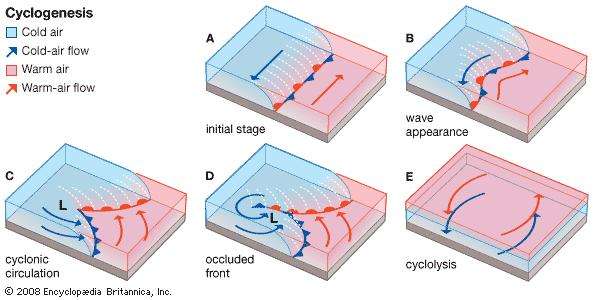 Cyclogenesis
Cold air
Cold-air flow
Warm air
Warm-air flow
A
initial stage
B
wave
appearance
C
L
cyclonic
circulation
D
L
occluded
front
E
cyclolysis
© 2008 Encyclopædia Britannica, Inc.